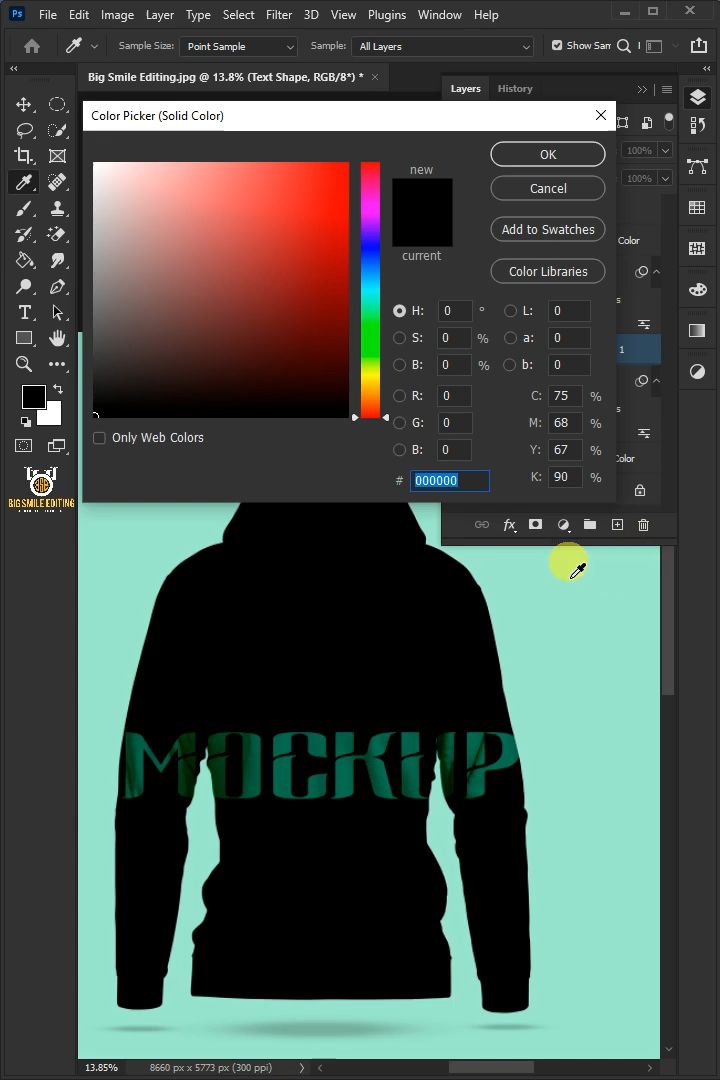 Ps File Edit Image Layer Type Select Filter 3D View Plugins Window Help
Sample Size: Point Sample Sample: All Layers Show Sam
Big Smile Editing.jpg @ 13.8% (Text Shape, RGB/8*) *
Layers History
Color Picker (Solid Color)
100%
100%
new
current
OK
Cancel
Add to Swatches
Color Libraries
Color
s
1
s
Color
H: 0 °
S: 0 %
B: 0 %
R: 0
G: 0
B: 0
# 000000
L: 0
a: 0
b: 0
C: 75 %
M: 68 %
Y: 67 %
K: 90 %
Only Web Colors
BIG SMILE EDITING
fx
MOCKUP
13.85% 8660 px x 5773 px (300 ppi)